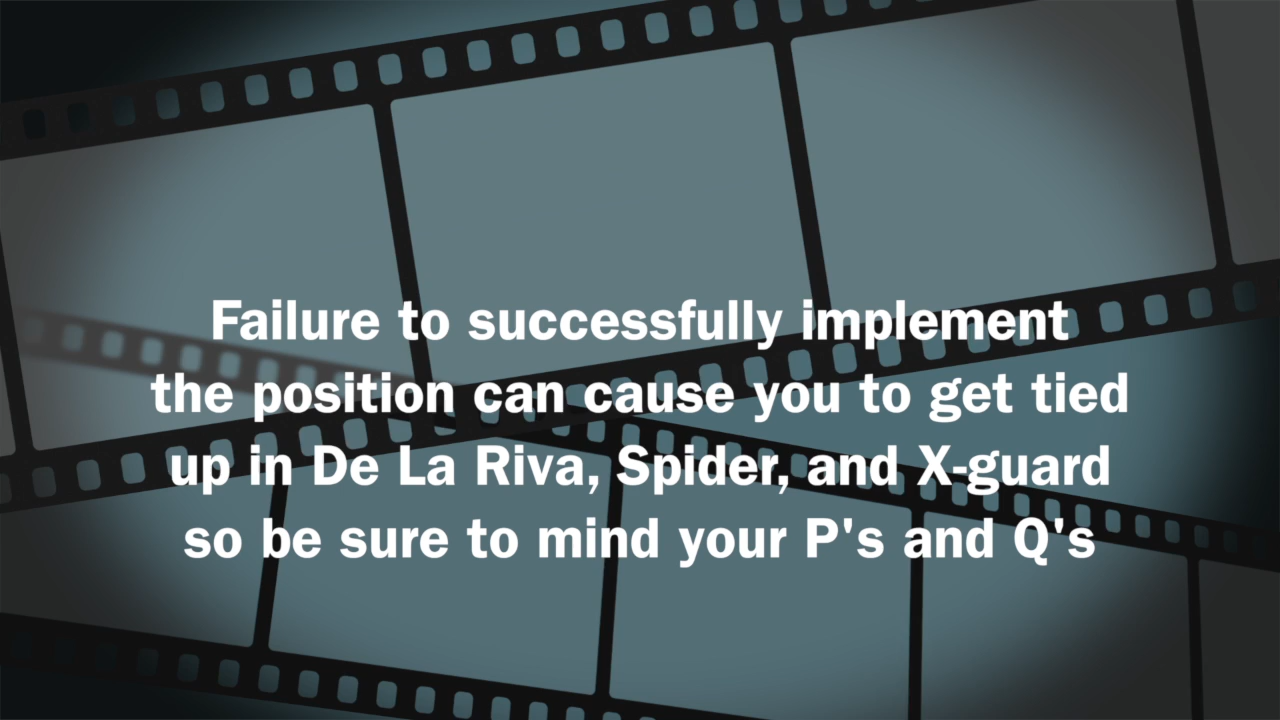 Failure to successfully implement
the position can cause you to get tied
up in De La Riva, Spider, and X-guard
so be sure to mind your P's and Q's